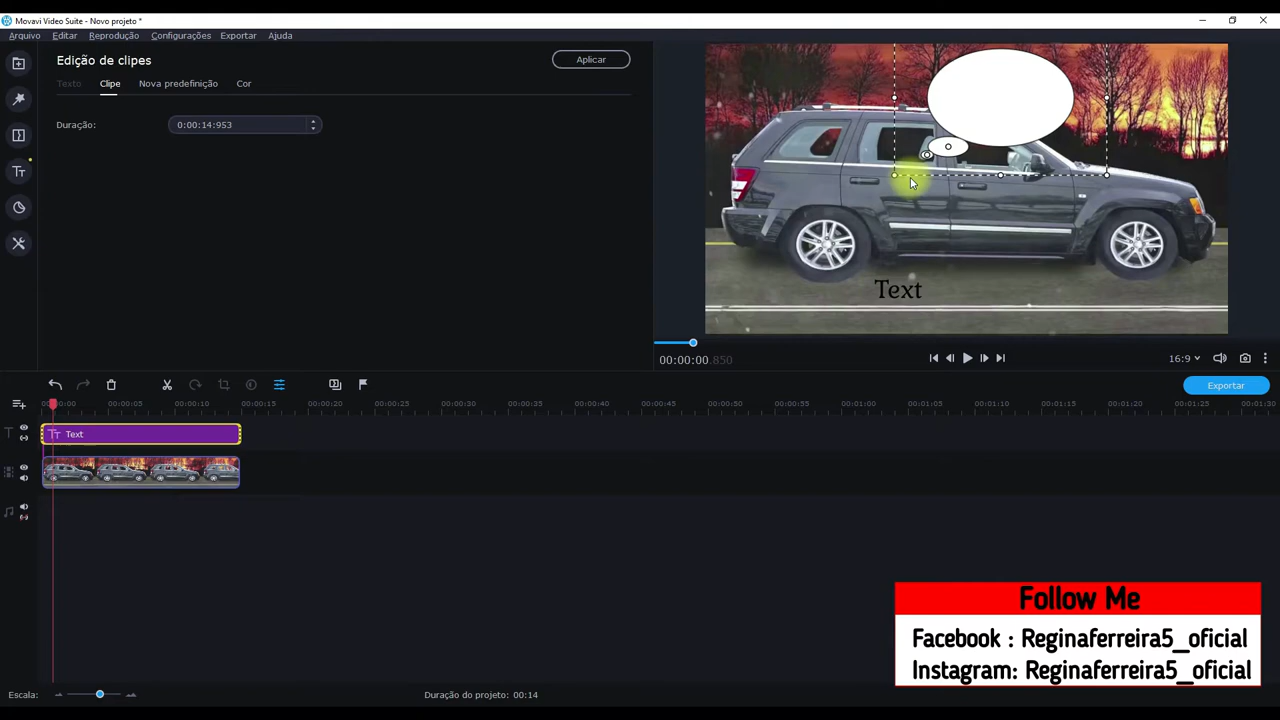 Movavi Video Suite - Novo projeto *
Arquivo Editar Reprodução Configurações Exportar Ajuda
Edição de clipes
Aplicar
Texto Clipe Nova predefinição Cor
Duração: 0:00:14:953
Text
00:00:00.850
16:9
Exportar
00:00:05 00:00:10 00:00:15 00:00:20 00:00:25 00:00:30 00:00:35 00:00:40 00:00:45 00:00:50 00:00:55 00:01:00 00:01:05 00:01:10 00:01:15 00:01:20 00:01:25 00:01:30
Text
Follow Me
Facebook : Reginaferreira5_oficial
Instagram: Reginaferreira5_oficial
Escala: Duração do projeto: 00:14